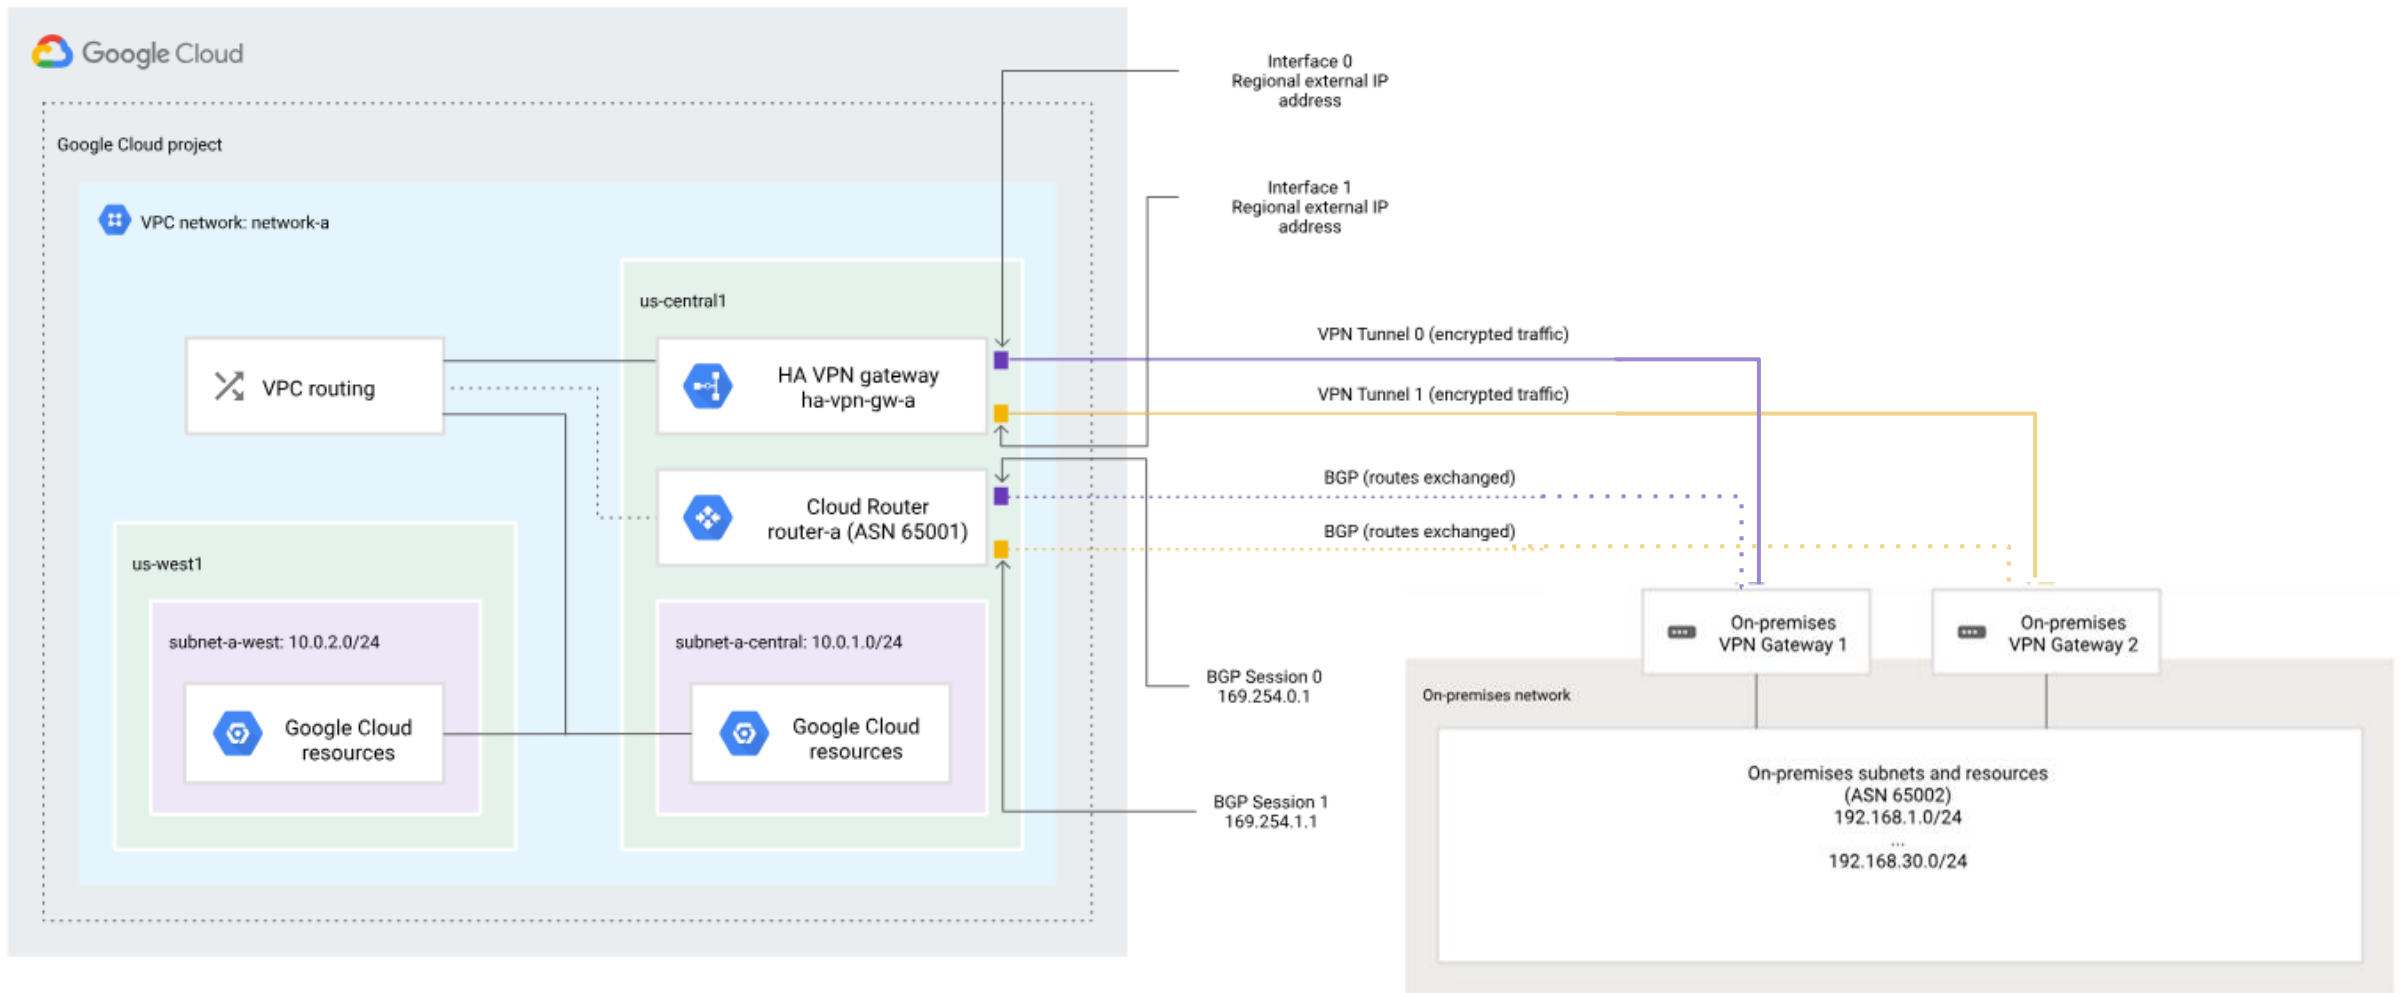 Google Cloud
Google Cloud project
VPC network: network-a
Interface 0
Regional external IP
address
Interface 1
Regional external IP
address
us-central1
VPC routing
HA VPN gateway
ha-vpn-gw-a
VPN Tunnel 0 (encrypted traffic)
VPN Tunnel 1 (encrypted traffic)
Cloud Router
router-a (ASN 65001)
BGP (routes exchanged)
BGP (routes exchanged)
us-west1
subnet-a-west: 10.0.2.0/24
Google Cloud
resources
subnet-a-central: 10.0.1.0/24
Google Cloud
resources
BGP Session 0
169.254.0.1
BGP Session 1
169.254.1.1
On-premises
VPN Gateway 1
On-premises
VPN Gateway 2
On-premises network
On-premises subnets and resources
(ASN 65002)
192.168.1.0/24
...
192.168.30.0/24